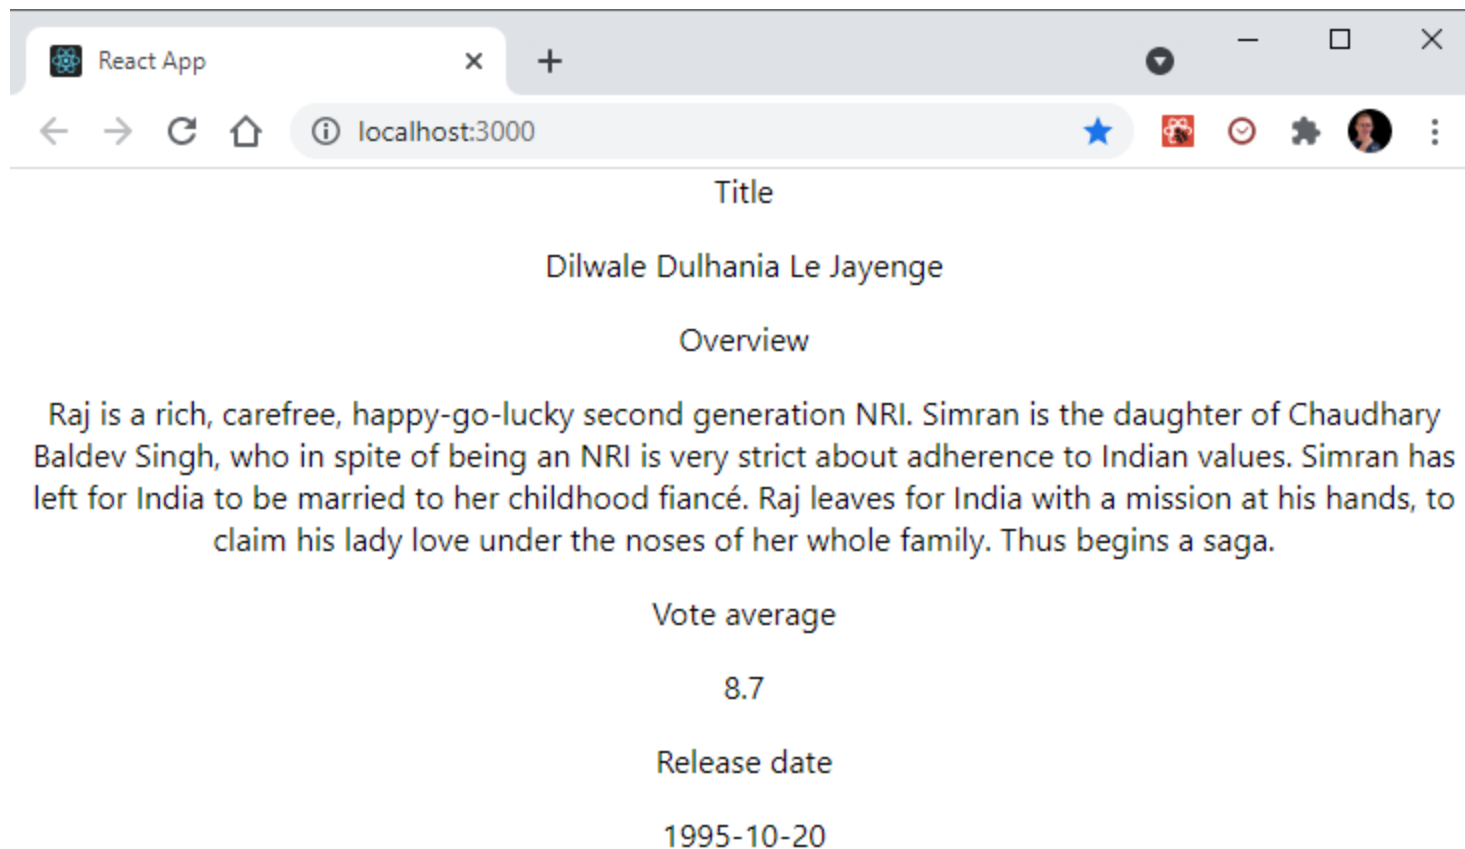 React App
localhost:3000
Title
Dilwale Dulhania Le Jayenge
Overview
Raj is a rich, carefree, happy-go-lucky second generation NRI. Simran is the daughter of Chaudhary
Baldev Singh, who in spite of being an NRI is very strict about adherence to Indian values. Simran has
left for India to be married to her childhood fiancé. Raj leaves for India with a mission at his hands, to
claim his lady love under the noses of her whole family. Thus begins a saga.
Vote average
8.7
Release date
1995-10-20